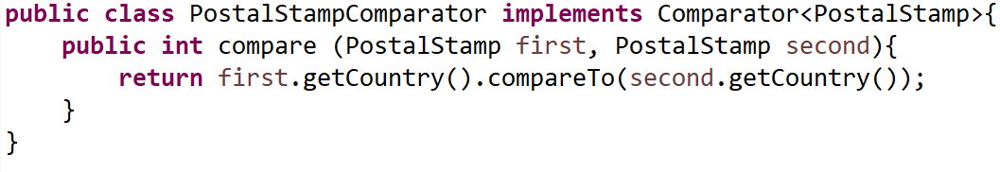 public class PostalStampComparator implements Comparator<PostalStamp>{
    public int compare (PostalStamp first, PostalStamp second){
        return first.getCountry().compareTo(second.getCountry());
    }
}